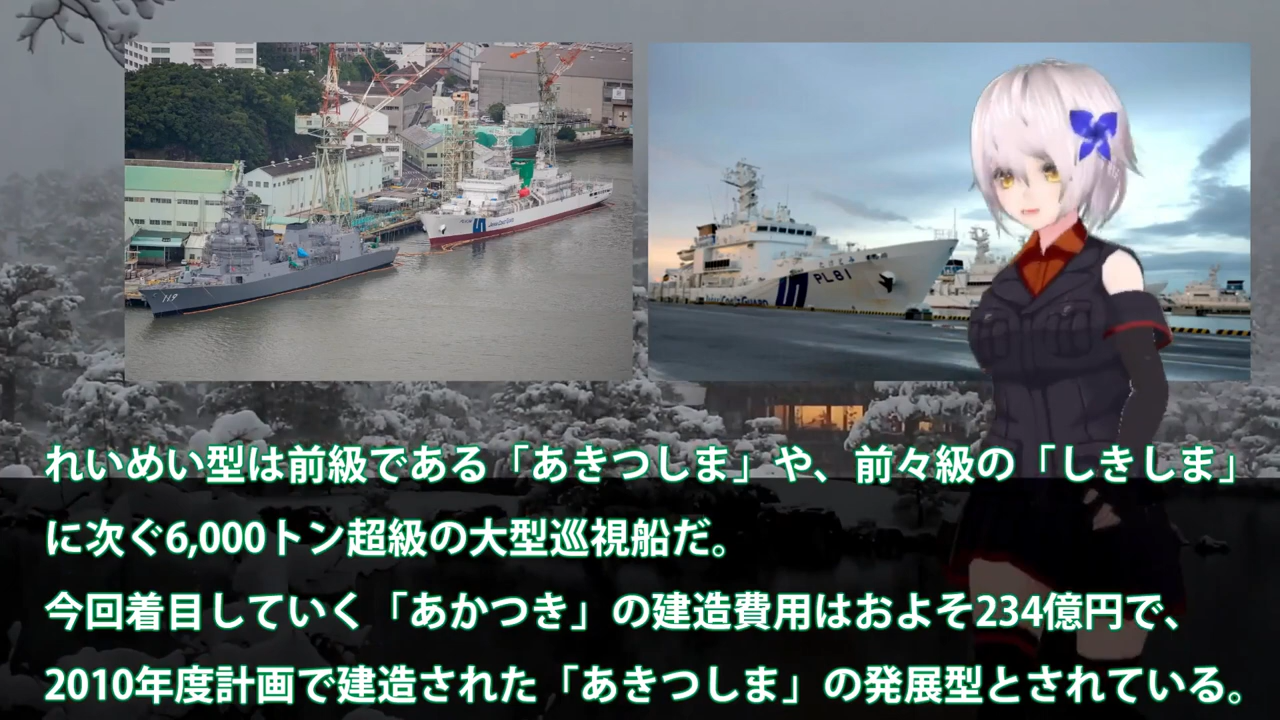 119
PL 81
れいめい型は前級である「あきつしま」や、前々級の「しきしま」
に次ぐ6,000トン超級の大型巡視船だ。
今回着目していく「あかつき」の建造費用はおよそ234億円で、
2010年度計画で建造された「あきつしま」の発展型とされている。